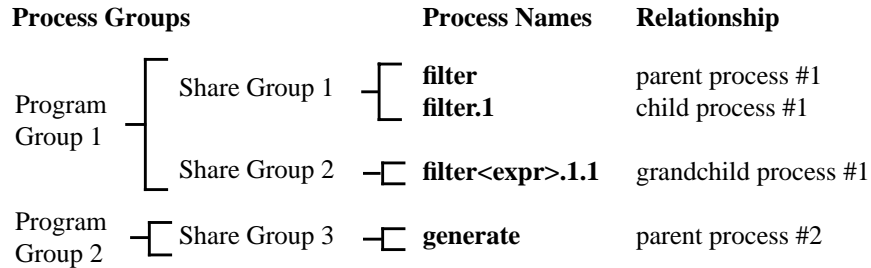 Process Groups Process Names Relationship
Program Group 1 Share Group 1 filter parent process #1
filter.1 child process #1
Share Group 2 filter<expr>.1.1 grandchild process #1
Program Group 2 Share Group 3 generate parent process #2